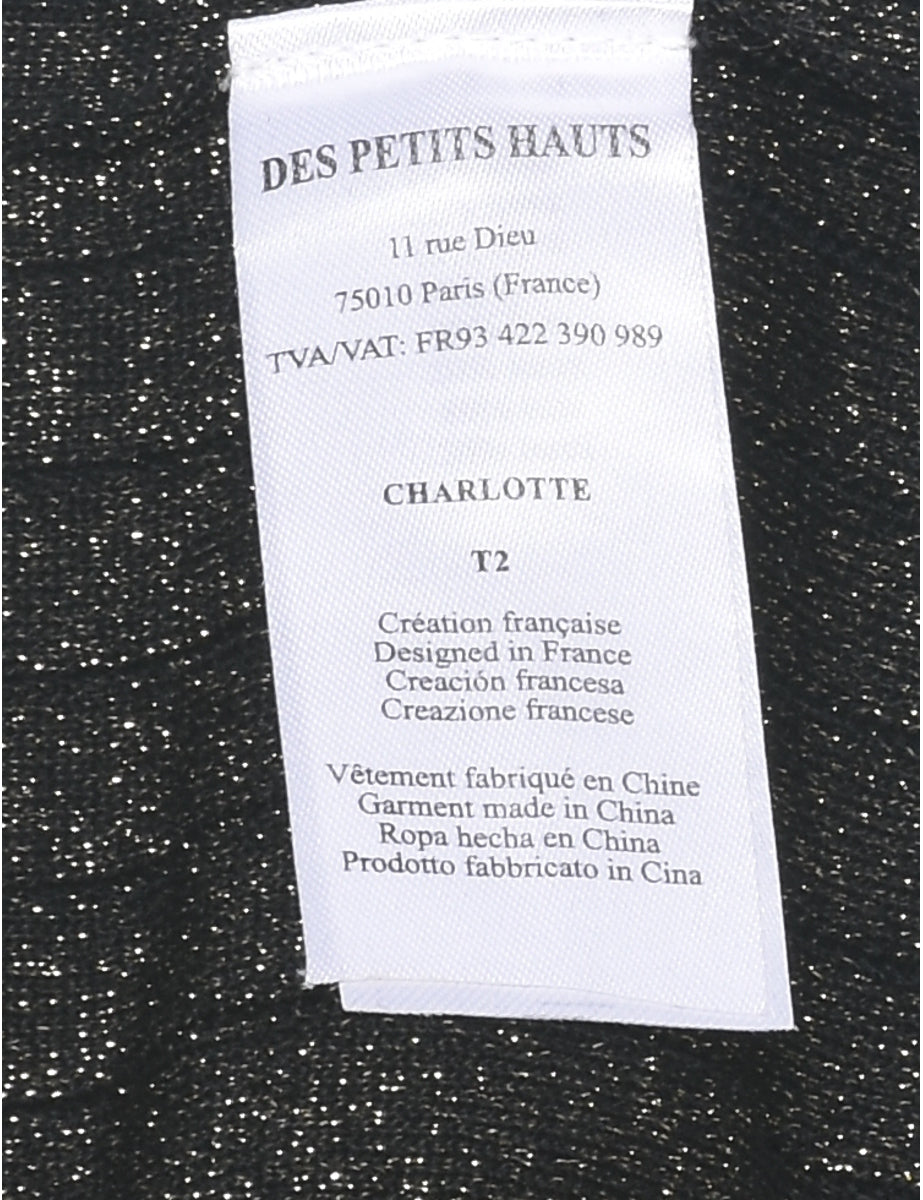 DES PETITS HAUTS
11 rue Dieu
75010 Paris (France)
TVA/VAT: FR93 422 390 989
CHARLOTTE
T2
Création française
Designed in France
Creación francesa
Creazione francese
Vêtement fabriqué en Chine
Garment made in China
Ropa hecha en China
Prodotto fabbricato in Cina